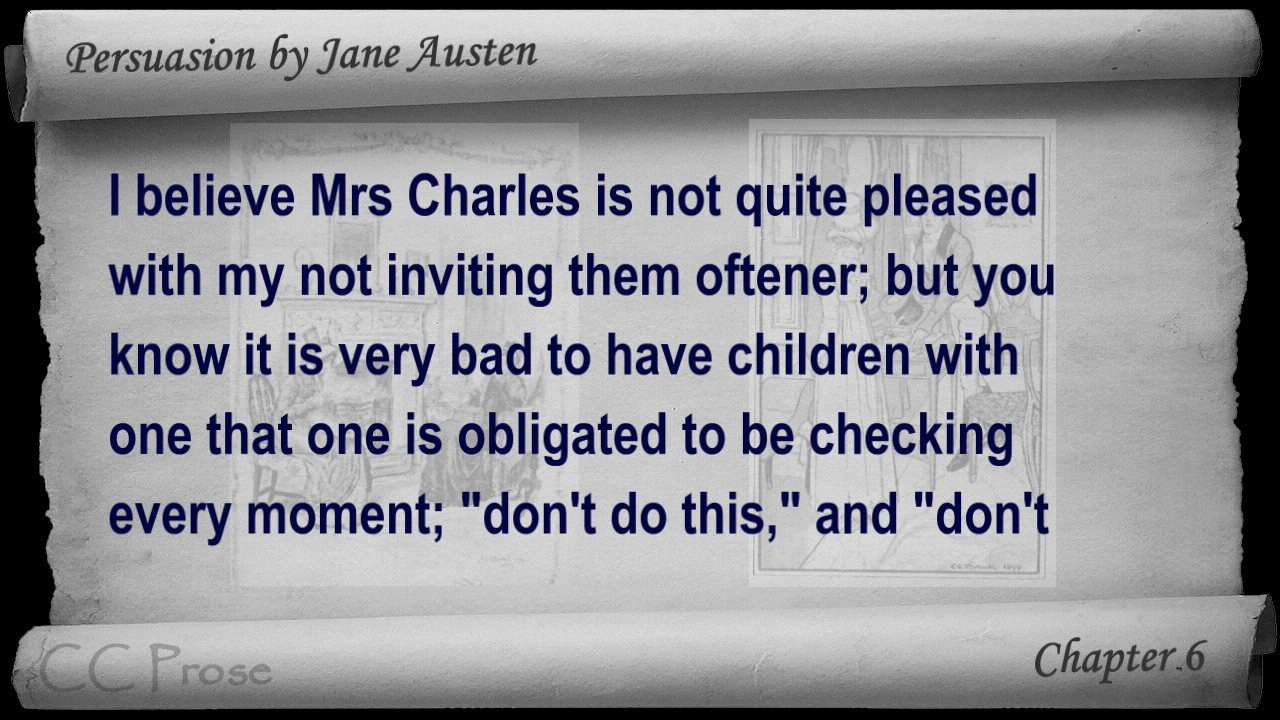 Persuasion by Jane Austen
I believe Mrs Charles is not quite pleased
with my not inviting them oftener; but you
know it is very bad to have children with
one that one is obligated to be checking
every moment; "don't do this," and "don't
CC Prose
Chapter 6